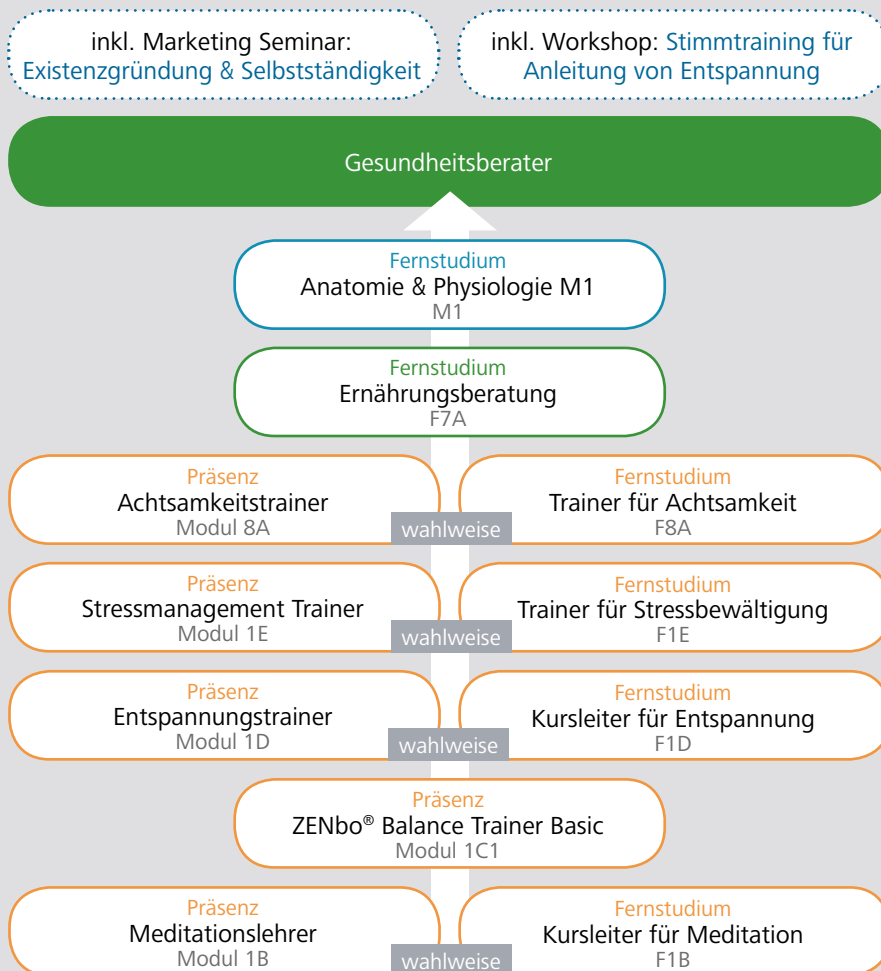 inkl. Marketing Seminar:
Existenzgründung & Selbstständigkeit
inkl. Workshop: Stimmtraining für
Anleitung von Entspannung
Gesundheitsberater
Fernstudium
Anatomie & Physiologie M1
M1
Fernstudium
Ernährungsberatung
F7A
Präsenz
Achtsamkeitstrainer
Modul 8A
wahlweise
Fernstudium
Trainer für Achtsamkeit
F8A
Präsenz
Stressmanagement Trainer
Modul 1E
wahlweise
Fernstudium
Trainer für Stressbewältigung
F1E
Präsenz
Entspannungstrainer
Modul 1D
wahlweise
Fernstudium
Kursleiter für Entspannung
F1D
Präsenz
ZENbo® Balance Trainer Basic
Modul 1C1
Präsenz
Meditationslehrer
Modul 1B
wahlweise
Fernstudium
Kursleiter für Meditation
F1B